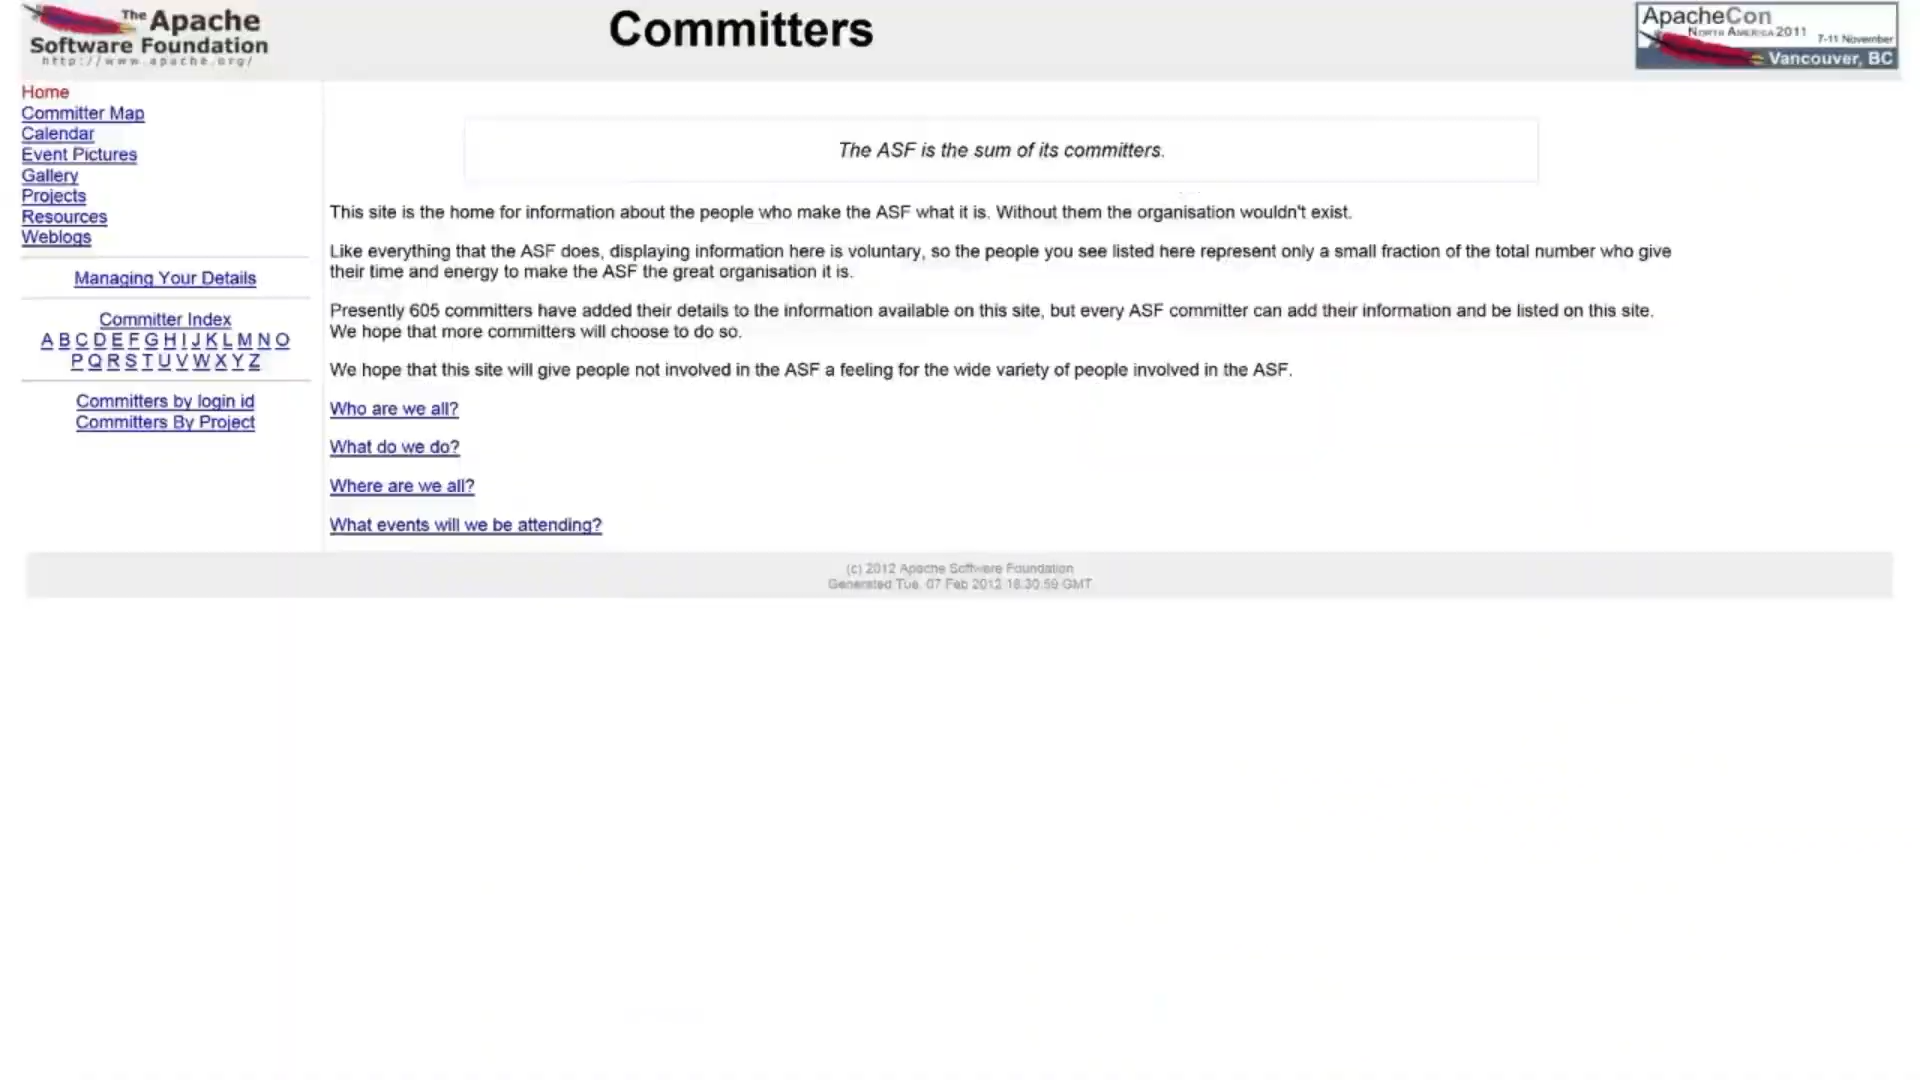 The Apache
Software Foundation
http://www.apache.org/
Committers
ApacheCon
North America 2011
7-11 November
Vancouver, BC
Home
Committer Map
Calendar
Event Pictures
Gallery
Projects
Resources
Weblogs
Managing Your Details
Committer Index
A B C D E F G H I J K L M N O
P Q R S T U V W X Y Z
Committers by login id
Committers By Project
The ASF is the sum of its committers.
This site is the home for information about the people who make the ASF what it is. Without them the organisation wouldn't exist.
Like everything that the ASF does, displaying information here is voluntary, so the people you see listed here represent only a small fraction of the total number who give
their time and energy to make the ASF the great organisation it is.
Presently 605 committers have added their details to the information available on this site, but every ASF committer can add their information and be listed on this site.
We hope that more committers will choose to do so.
We hope that this site will give people not involved in the ASF a feeling for the wide variety of people involved in the ASF.
Who are we all?
What do we do?
Where are we all?
What events will we be attending?
(c) 2012 Apache Software Foundation
Generated Tue, 07 Feb 2012 18:30:59 GMT